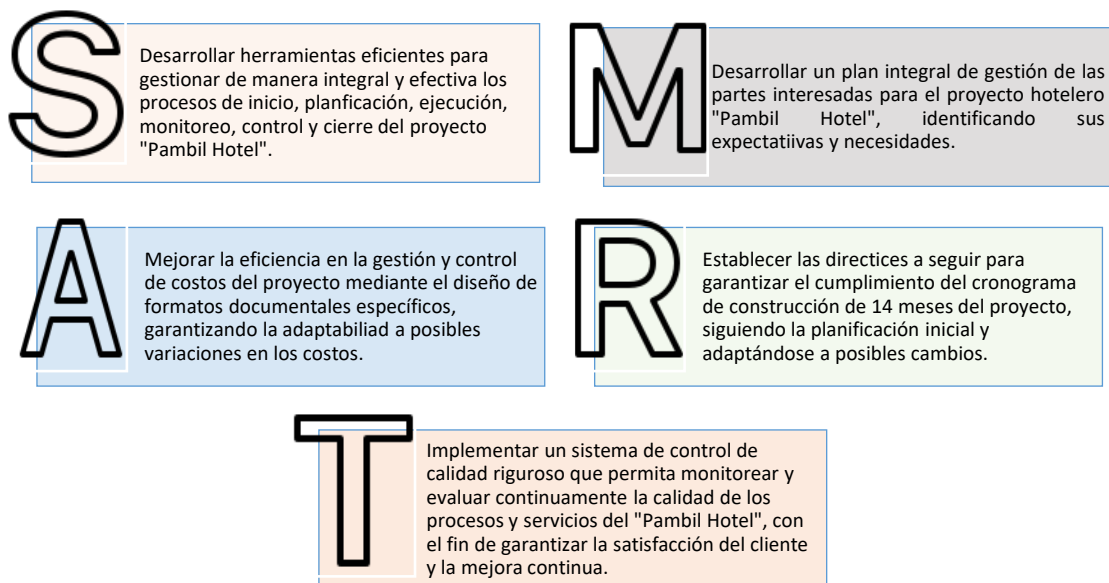 S
Desarrollar herramientas eficientes para
gestionar de manera integral y efectiva los
procesos de inicio, planficación, ejecución,
monitoreo, control y cierre del proyecto
"Pambil Hotel".
M
Desarrollar un plan integral de gestión de las
partes interesadas para el proyecto hotelero
"Pambil Hotel", identificando sus
expectatiivas y necesidades.
A
Mejorar la eficiencia en la gestión y control
de costos del proyecto mediante el diseño de
formatos documentales específicos,
garantizando la adaptabiliad a posibles
variaciones en los costos.
R
Establecer las directices a seguir para
garantizar el cumplimiento del cronograma
de construcción de 14 meses del proyecto,
siguiendo la planificación inicial y
adaptándose a posibles cambios.
T
Implementar un sistema de control de
calidad riguroso que permita monitorear y
evaluar continuamente la calidad de los
procesos y servicios del "Pambil Hotel", con
el fin de garantizar la satisfacción del cliente
y la mejora continua.